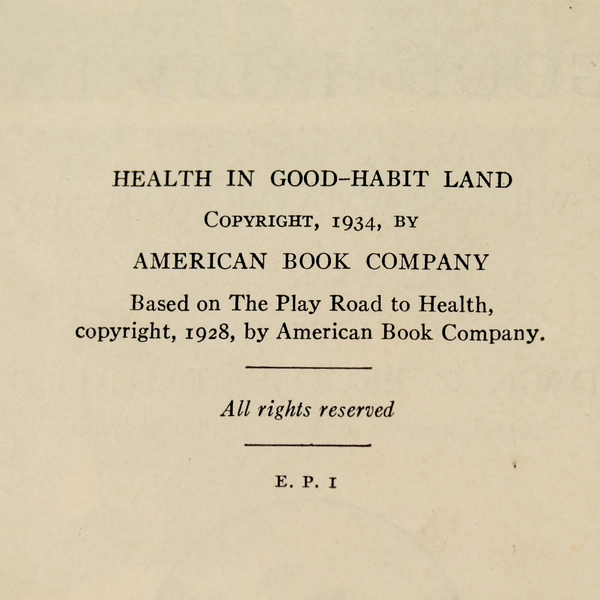 HEALTH IN GOOD-HABIT LAND
COPYRIGHT, 1934, BY
AMERICAN BOOK COMPANY
Based on The Play Road to Health,
copyright, 1928, by American Book Company.
All rights reserved
E. P. I